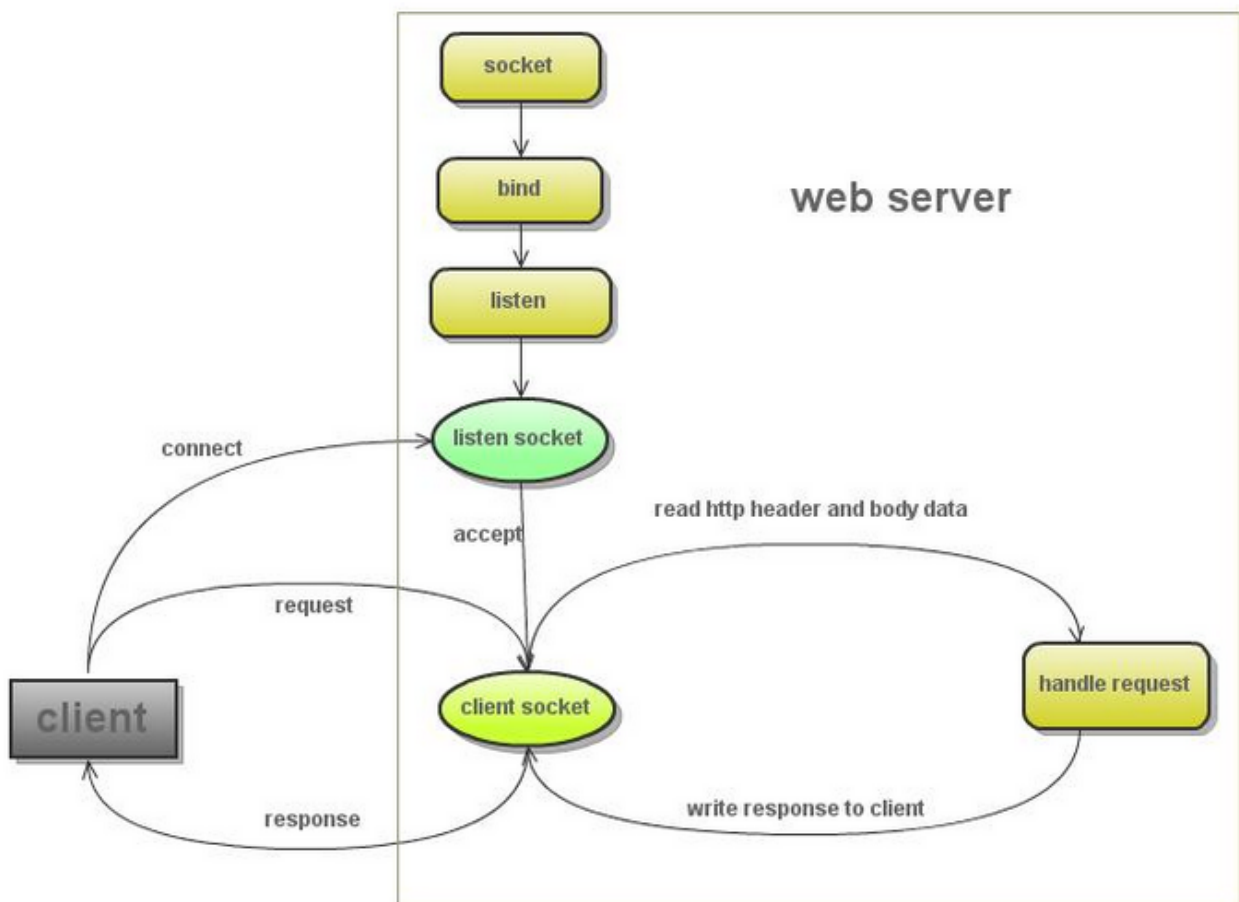 socket
bind
web server
listen
listen socket
connect
read http header and body data
accept
request
handle request
client
client socket
write response to client
response